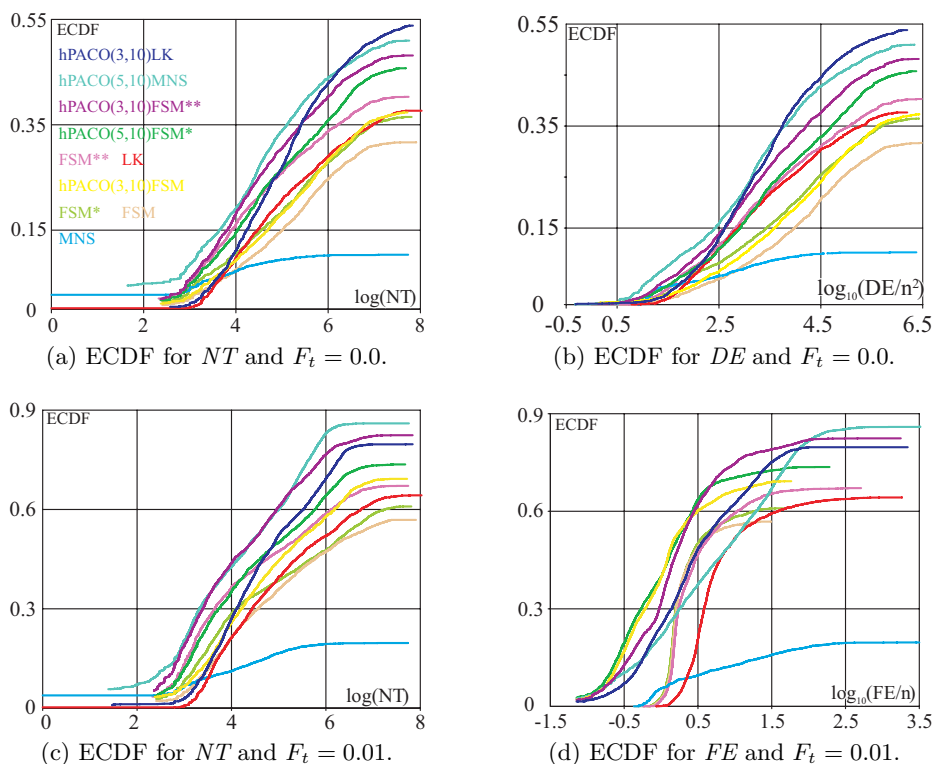 0.55
ECDF
hPACO(3,10)LK
hPACO(5,10)MNS
hPACO(3,10)FSM**
0.35
hPACO(5,10)FSM*
FSM** LK
hPACO(3,10)FSM
FSM* FSM
0.15
MNS
log(NT)
0
0 2 4 6 8
(a) ECDF for NT and F_t = 0.0.
0.55
ECDF
0.35
0.15
log₁₀(DE/n²)
0
-0.5 0.5 2.5 4.5 6.5
(b) ECDF for DE and F_t = 0.0.
0.9
ECDF
0.6
0.3
log(NT)
0
0 2 4 6 8
(c) ECDF for NT and F_t = 0.01.
0.9
ECDF
0.6
0.3
log₁₀(FE/n)
0
-1.5 -0.5 0.5 1.5 2.5 3.5
(d) ECDF for FE and F_t = 0.01.